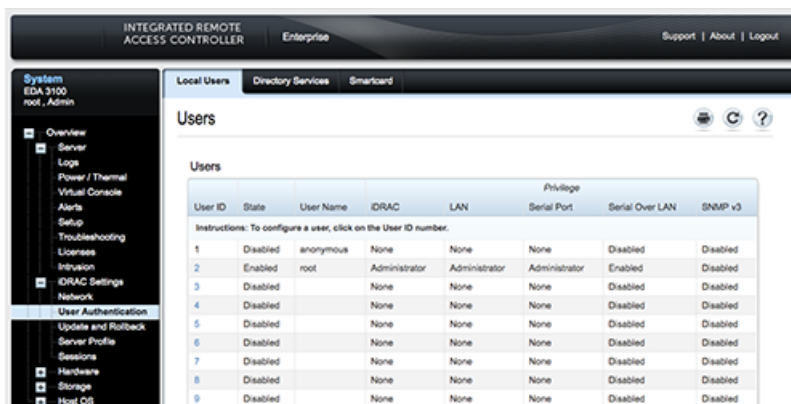 INTEGRATED REMOTE
ACCESS CONTROLLER
Enterprise
Support | About | Logout
System
EDA 3100
root , Admin
Overview
Server
Logs
Power / Thermal
Virtual Console
Alerts
Setup
Troubleshooting
Licenses
Intrusion
iDRAC Settings
Network
User Authentication
Update and Rollback
Server Profile
Sessions
Hardware
Storage
Host OS
Local Users Directory Services Smartcard
Users
?
Users
Privilege
User ID State User Name iDRAC LAN Serial Port Serial Over LAN SNMP v3
Instructions: To configure a user, click on the User ID number.
1 Disabled anonymous None None None Disabled Disabled
2 Enabled root Administrator Administrator Administrator Enabled Disabled
3 Disabled None None None Disabled Disabled
4 Disabled None None None Disabled Disabled
5 Disabled None None None Disabled Disabled
6 Disabled None None None Disabled Disabled
7 Disabled None None None Disabled Disabled
8 Disabled None None None Disabled Disabled
9 Disabled None None None Disabled Disabled